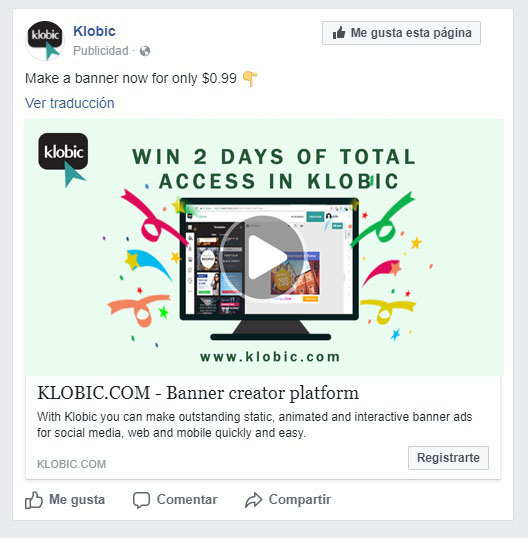 klobic
Klobic
Publicidad ·
Me gusta esta página
Make a banner now for only $0.99
Ver traducción
klobic
WIN 2 DAYS OF TOTAL
ACCESS IN KLOBIC
www.klobic.com
KLOBIC.COM - Banner creator platform
With Klobic you can make outstanding static, animated and interactive banner ads
for social media, web and mobile quickly and easy.
KLOBIC.COM
Registrarte
Me gusta
Comentar
Compartir